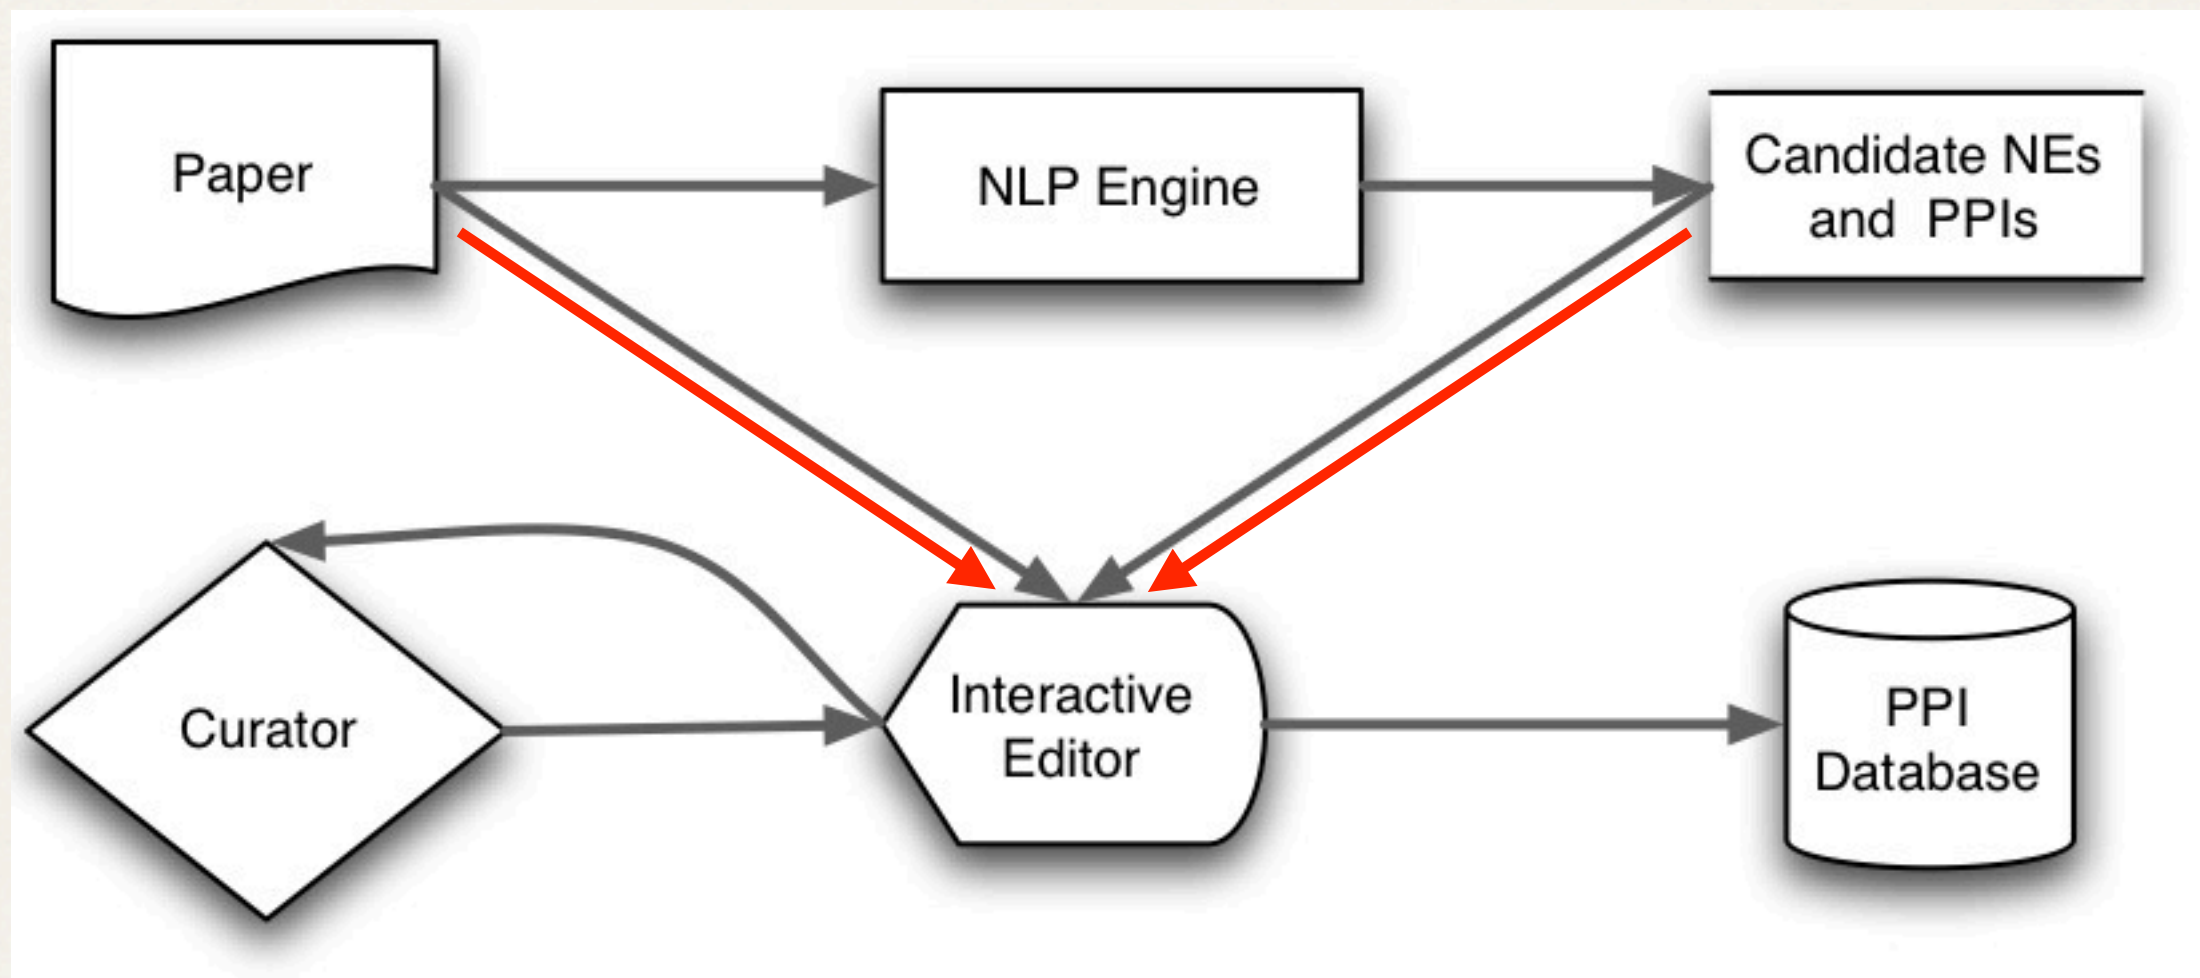 Paper
NLP Engine
Candidate NEs
and PPIs
Curator
Interactive
Editor
PPI
Database